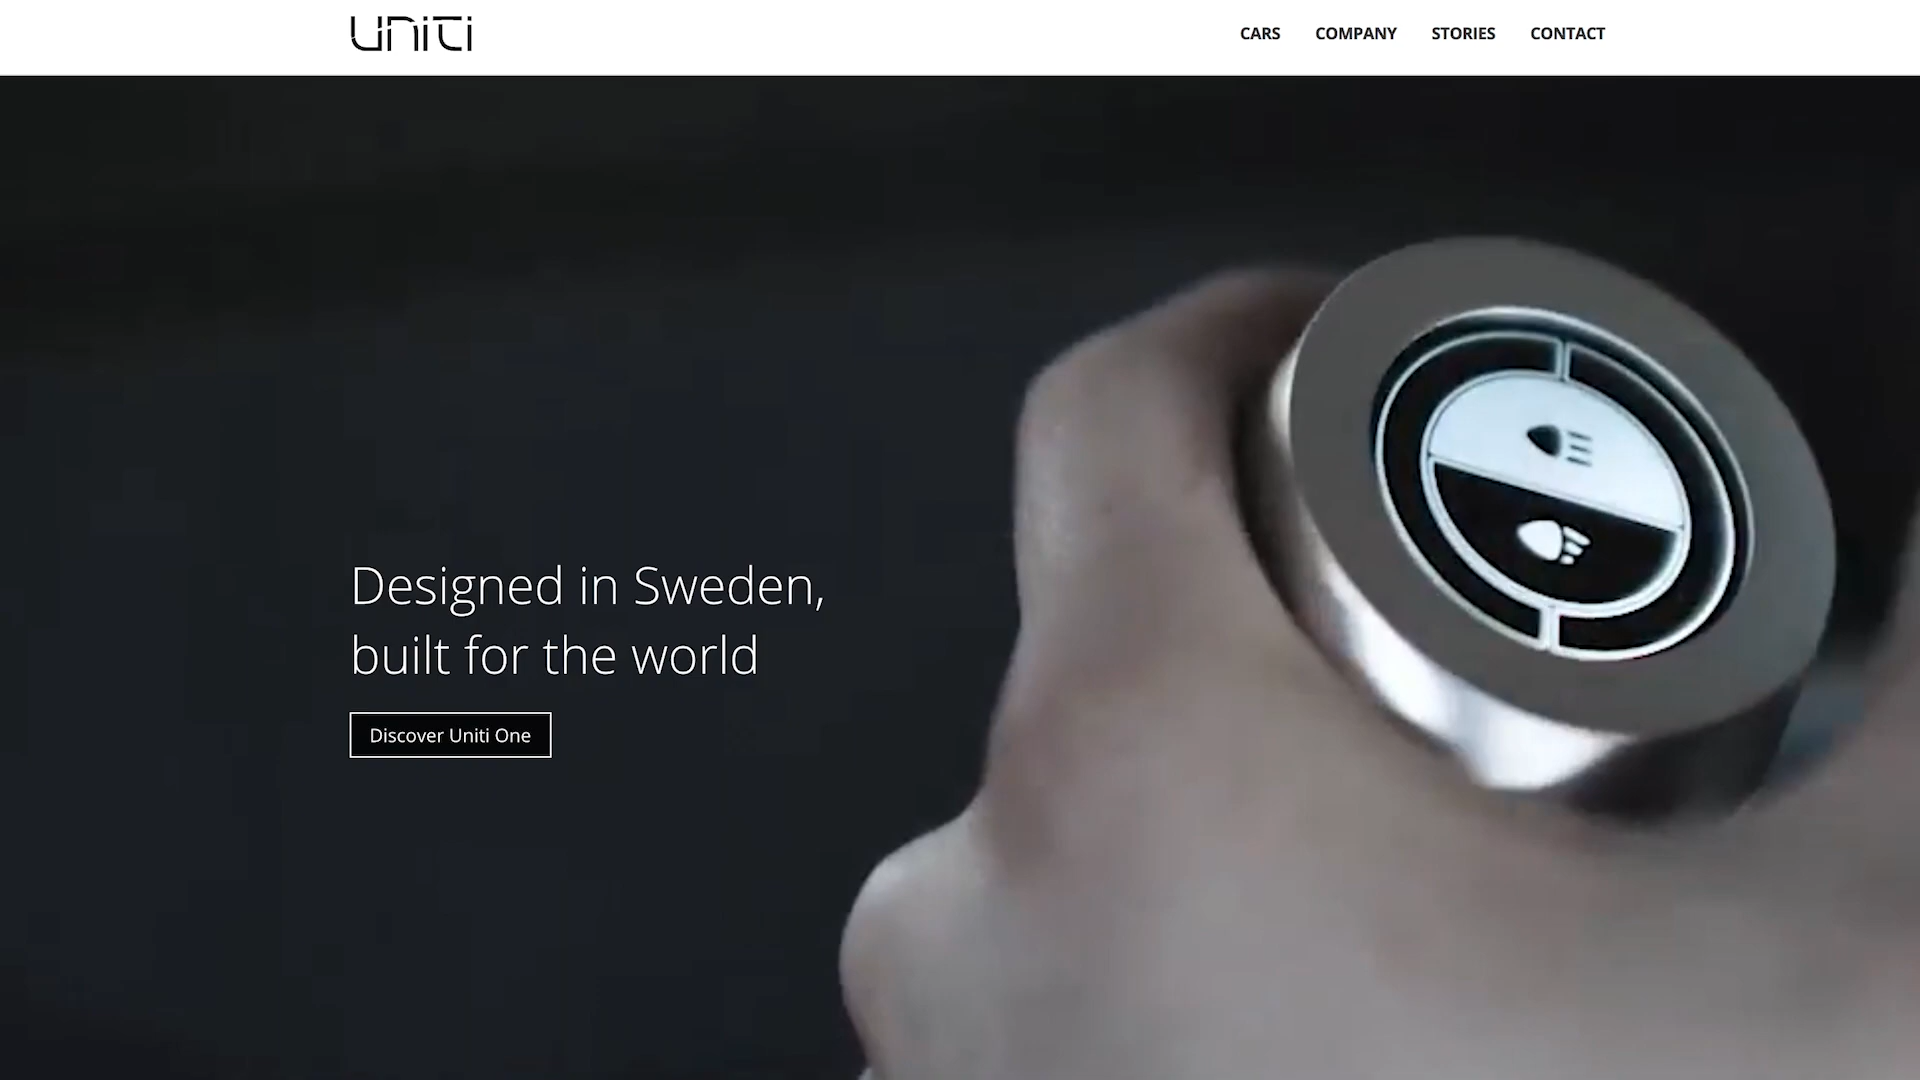 UNITI
CARS COMPANY STORIES CONTACT
Designed in Sweden,
built for the world
Discover Uniti One